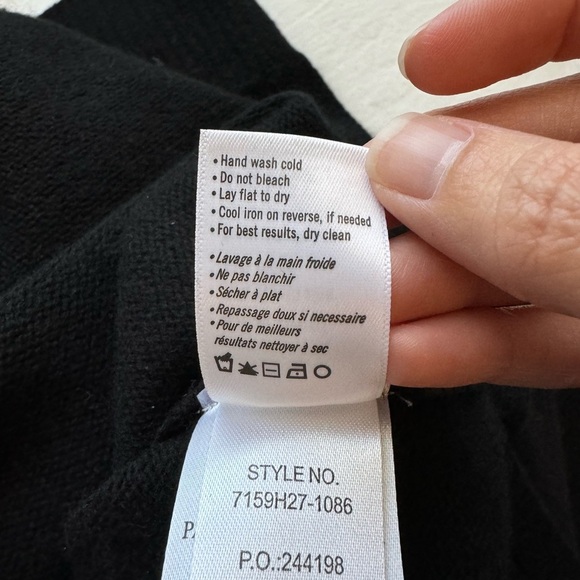 • Hand wash cold
• Do not bleach
• Lay flat to dry
• Cool iron on reverse, if needed
• For best results, dry clean
• Lavage à la main froide
• Ne pas blanchir
• Sécher à plat
• Repassage doux si necessaire
• Pour de meilleurs
résultats nettoyer à sec
STYLE NO.
7159H27-1086
P.O.:244198